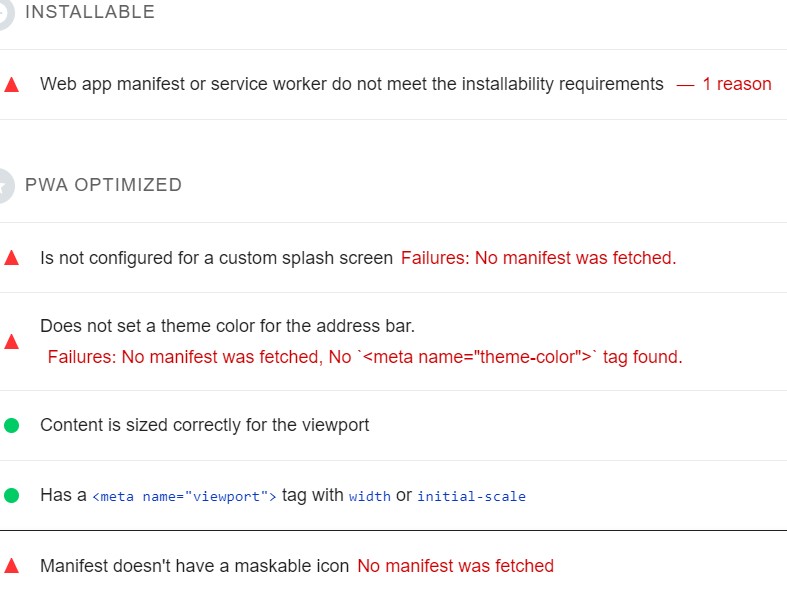 INSTALLABLE
Web app manifest or service worker do not meet the installability requirements — 1 reason
PWA OPTIMIZED
Is not configured for a custom splash screen Failures: No manifest was fetched.
Does not set a theme color for the address bar.
Failures: No manifest was fetched, No `<meta name="theme-color">` tag found.
Content is sized correctly for the viewport
Has a <meta name="viewport"> tag with width or initial-scale
Manifest doesn't have a maskable icon No manifest was fetched